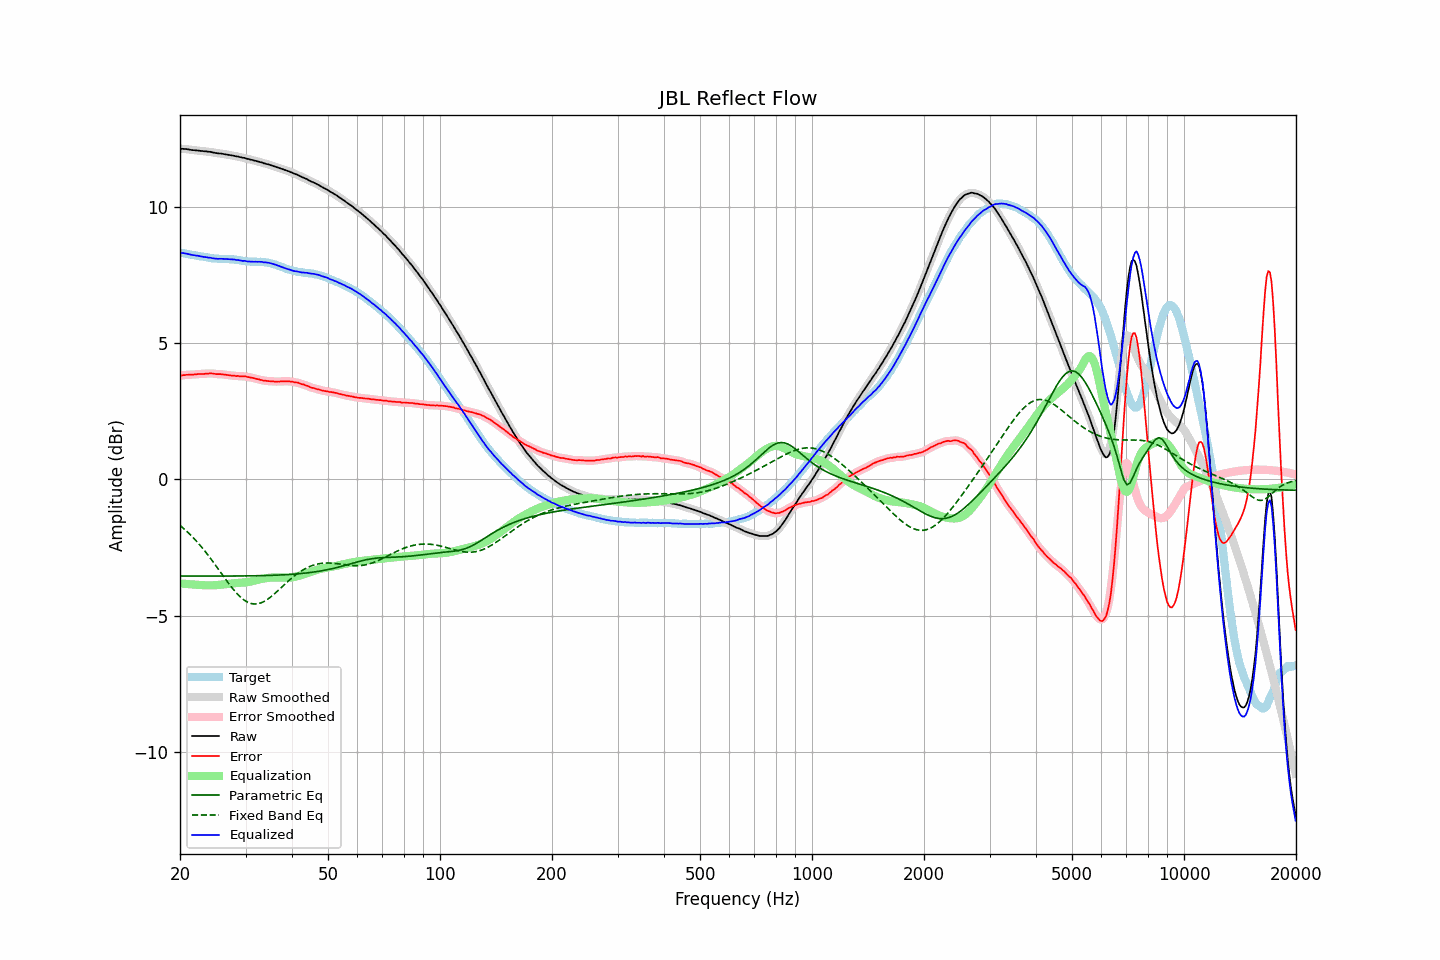 JBL Reflect Flow
Amplitude (dBr)
10
5
0
−5
−10
Target
Raw Smoothed
Error Smoothed
Raw
Error
Equalization
Parametric Eq
Fixed Band Eq
Equalized
20 50 100 200 500 1000 2000 5000 10000 20000
Frequency (Hz)